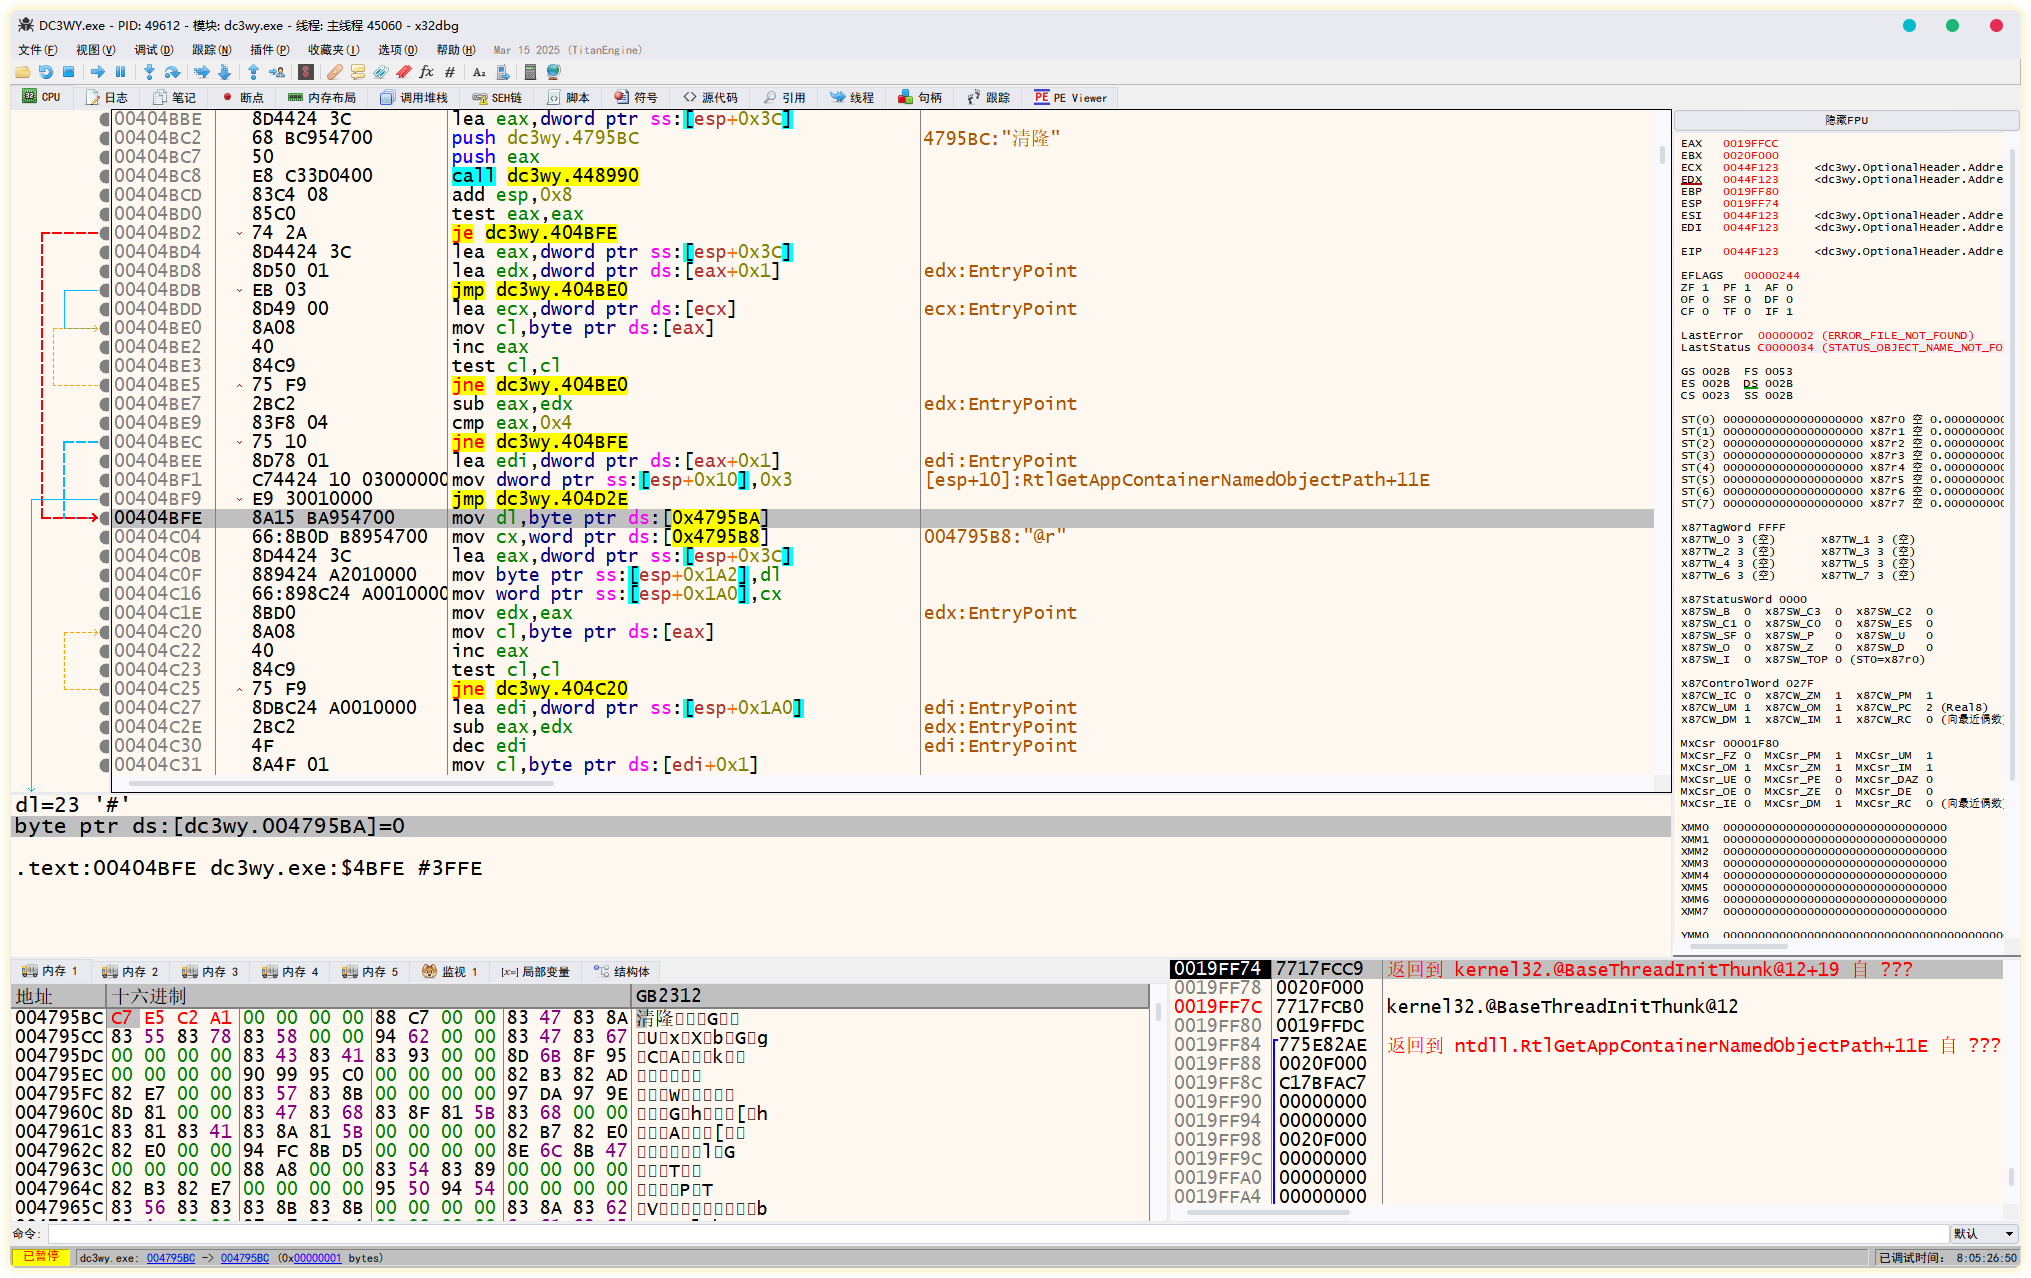 DC3WY.exe - PID: 49612 - 模块: dc3wy.exe - 线程: 主线程 45060 - x32dbg
文件(F) 视图(V) 调试(D) 跟踪(N) 插件(P) 收藏夹(I) 选项(O) 帮助(H) Mar 15 2025 (TitanEngine)
CPU 日志 笔记 断点 内存布局 调用堆栈 SEH链 脚本 符号 源代码 引用 线程 句柄 跟踪 PE Viewer
00404BBE 8D4424 3C lea eax,dword ptr ss:[esp+0x3C]
00404BC2 68 BC954700 push dc3wy.4795BC 4795BC:"清隆"
00404BC7 50 push eax
00404BC8 E8 C33D0400 call dc3wy.448990
00404BCD 83C4 08 add esp,0x8
00404BD0 85C0 test eax,eax
00404BD2 74 2A je dc3wy.404BFE
00404BD4 8D4424 3C lea eax,dword ptr ss:[esp+0x3C]
00404BD8 8D50 01 lea edx,dword ptr ds:[eax+0x1] edx:EntryPoint
00404BDB EB 03 jmp dc3wy.404BE0
00404BDD 8D49 00 lea ecx,dword ptr ds:[ecx] ecx:EntryPoint
00404BE0 8A08 mov cl,byte ptr ds:[eax]
00404BE2 40 inc eax
00404BE3 84C9 test cl,cl
00404BE5 75 F9 jne dc3wy.404BE0
00404BE7 2BC2 sub eax,edx edx:EntryPoint
00404BE9 83F8 04 cmp eax,0x4
00404BEC 75 10 jne dc3wy.404BFE
00404BEE 8D78 01 lea edi,dword ptr ds:[eax+0x1] edi:EntryPoint
00404BF1 C74424 10 03000000 mov dword ptr ss:[esp+0x10],0x3 [esp+10]:RtlGetAppContainerNamedObjectPath+11E
00404BF9 E9 30010000 jmp dc3wy.404D2E
00404BFE 8A15 BA954700 mov dl,byte ptr ds:[0x4795BA]
00404C04 66:8B0D B8954700 mov cx,word ptr ds:[0x4795B8] 004795B8:"@r"
00404C0B 8D4424 3C lea eax,dword ptr ss:[esp+0x3C]
00404C0F 889424 A2010000 mov byte ptr ss:[esp+0x1A2],dl
00404C16 66:898C24 A0010000 mov word ptr ss:[esp+0x1A0],cx
00404C1E 8BD0 mov edx,eax edx:EntryPoint
00404C20 8A08 mov cl,byte ptr ds:[eax]
00404C22 40 inc eax
00404C23 84C9 test cl,cl
00404C25 75 F9 jne dc3wy.404C20
00404C27 8DBC24 A0010000 lea edi,dword ptr ss:[esp+0x1A0] edi:EntryPoint
00404C2E 2BC2 sub eax,edx edx:EntryPoint
00404C30 4F dec edi edi:EntryPoint
00404C31 8A4F 01 mov cl,byte ptr ds:[edi+0x1]
dl=23 '#'
byte ptr ds:[dc3wy.004795BA]=0
.text:00404BFE dc3wy.exe:$4BFE #3FFE
隐藏FPU
EAX 0019FFCC
EBX 0020F000
ECX 0044F123 <dc3wy.OptionalHeader.Addre
EDX 0044F123 <dc3wy.OptionalHeader.Addre
EBP 0019FF80
ESP 0019FF74
ESI 0044F123 <dc3wy.OptionalHeader.Addre
EDI 0044F123 <dc3wy.OptionalHeader.Addre
EIP 0044F123 <dc3wy.OptionalHeader.Addre
EFLAGS 00000244
ZF 1 PF 1 AF 0
OF 0 SF 0 DF 0
CF 0 TF 0 IF 1
LastError 00000002 (ERROR_FILE_NOT_FOUND)
LastStatus C0000034 (STATUS_OBJECT_NAME_NOT_FO
GS 002B FS 0053
ES 002B DS 002B
CS 0023 SS 002B
ST(0) 00000000000000000000 x87r0 空 0.000000000
ST(1) 00000000000000000000 x87r1 空 0.000000000
ST(2) 00000000000000000000 x87r2 空 0.000000000
ST(3) 00000000000000000000 x87r3 空 0.000000000
ST(4) 00000000000000000000 x87r4 空 0.000000000
ST(5) 00000000000000000000 x87r5 空 0.000000000
ST(6) 00000000000000000000 x87r6 空 0.000000000
ST(7) 00000000000000000000 x87r7 空 0.000000000
x87TagWord FFFF
x87TW_0 3 (空) x87TW_1 3 (空)
x87TW_2 3 (空) x87TW_3 3 (空)
x87TW_4 3 (空) x87TW_5 3 (空)
x87TW_6 3 (空) x87TW_7 3 (空)
x87StatusWord 0000
x87SW_B 0 x87SW_C3 0 x87SW_C2 0
x87SW_C1 0 x87SW_C0 0 x87SW_ES 0
x87SW_SF 0 x87SW_P 0 x87SW_U 0
x87SW_O 0 x87SW_Z 0 x87SW_D 0
x87SW_I 0 x87SW_TOP 0 (ST0=x87r0)
x87ControlWord 027F
x87CW_IC 0 x87CW_ZM 1 x87CW_PM 1
x87CW_UM 1 x87CW_OM 1 x87CW_PC 2 (Real8)
x87CW_DM 1 x87CW_IM 1 x87CW_RC 0 (向最近偶数
MxCsr 00001F80
MxCsr_FZ 0 MxCsr_PM 1 MxCsr_UM 1
MxCsr_OM 1 MxCsr_ZM 1 MxCsr_IM 1
MxCsr_UE 0 MxCsr_PE 0 MxCsr_DAZ 0
MxCsr_OE 0 MxCsr_ZE 0 MxCsr_DE 0
MxCsr_IE 0 MxCsr_DM 1 MxCsr_RC 0 (向最近偶数
XMM0 00000000000000000000000000000000
XMM1 00000000000000000000000000000000
XMM2 00000000000000000000000000000000
XMM3 00000000000000000000000000000000
XMM4 00000000000000000000000000000000
XMM5 00000000000000000000000000000000
XMM6 00000000000000000000000000000000
XMM7 00000000000000000000000000000000
内存 1 内存 2 内存 3 内存 4 内存 5 监视 1 [x=]局部变量 结构体
地址 十六进制 GB2312
004795BC C7 E5 C2 A1 00 00 00 00 88 C7 00 00 83 47 83 8A 清隆G
004795CC 83 55 83 78 83 58 00 00 94 62 00 00 83 47 83 67 UxXbGg
004795DC 00 00 00 00 83 43 83 41 83 93 00 00 8D 6B 8F 95 CAk
004795EC 00 00 00 00 90 99 95 C0 00 00 00 00 82 B3 82 AD
004795FC 82 E7 00 00 83 57 83 8B 00 00 00 00 97 DA 97 9E W
0047960C 8D 81 00 00 83 47 83 68 83 8F 81 5B 83 68 00 00 Gh[h
0047961C 83 81 83 41 83 8A 81 5B 00 00 00 00 82 B7 82 E0 A[
0047962C 82 E0 00 00 94 FC 8B D5 00 00 00 00 8E 6C 8B 47 lG
0047963C 00 00 00 00 88 A8 00 00 83 54 83 89 00 00 00 00 T
0047964C 82 B3 82 E7 00 00 00 00 95 50 94 54 00 00 00 00 PT
0047965C 83 56 83 83 83 8B 83 8B 00 00 00 00 83 8A 83 62 Vb
0019FF74 7717FCC9 返回到 kernel32.@BaseThreadInitThunk@12+19 自 ???
0019FF78 0020F000
0019FF7C 7717FCB0 kernel32.@BaseThreadInitThunk@12
0019FF80 0019FFDC
0019FF84 775E82AE 返回到 ntdll.RtlGetAppContainerNamedObjectPath+11E 自 ???
0019FF88 0020F000
0019FF8C C17BFAC7
0019FF90 00000000
0019FF94 00000000
0019FF98 0020F000
0019FF9C 00000000
0019FFA0 00000000
0019FFA4 00000000
命令: 默认
已暂停 dc3wy.exe: 004795BC -> 004795BC (0x00000001 bytes) 已调试时间: 8:05:26:50